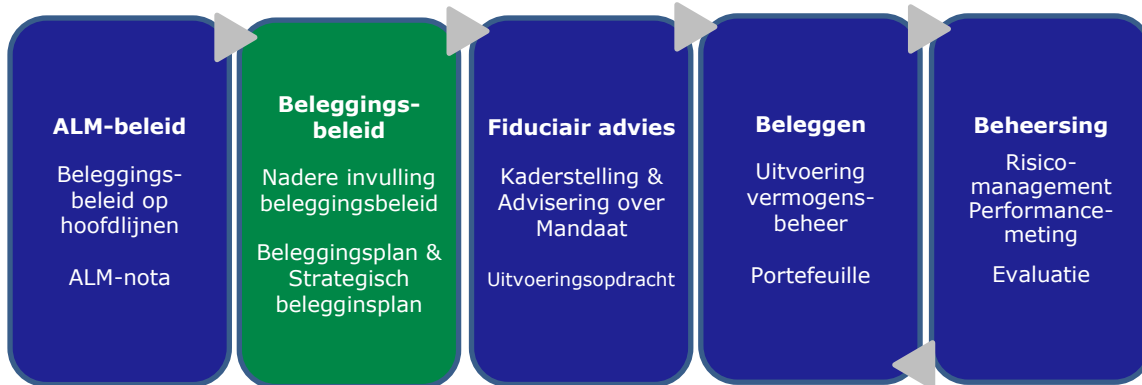 ALM-beleid
Beleggings-
beleid op
hoofdlijnen
ALM-nota
Beleggings-
beleid
Nadere invulling
beleggingsbeleid
Beleggingsplan &
Strategisch
belegginsplan
Fiduciair advies
Kaderstelling &
Advisering over
Mandaat
Uitvoeringsopdracht
Beleggen
Uitvoering
vermogens-
beheer
Portefeuille
Beheersing
Risico-
management
Performance-
meting
Evaluatie